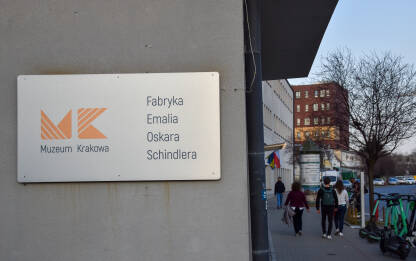 MK
Muzeum Krakowa
Fabryka
Emalia
Oskara
Schindlera